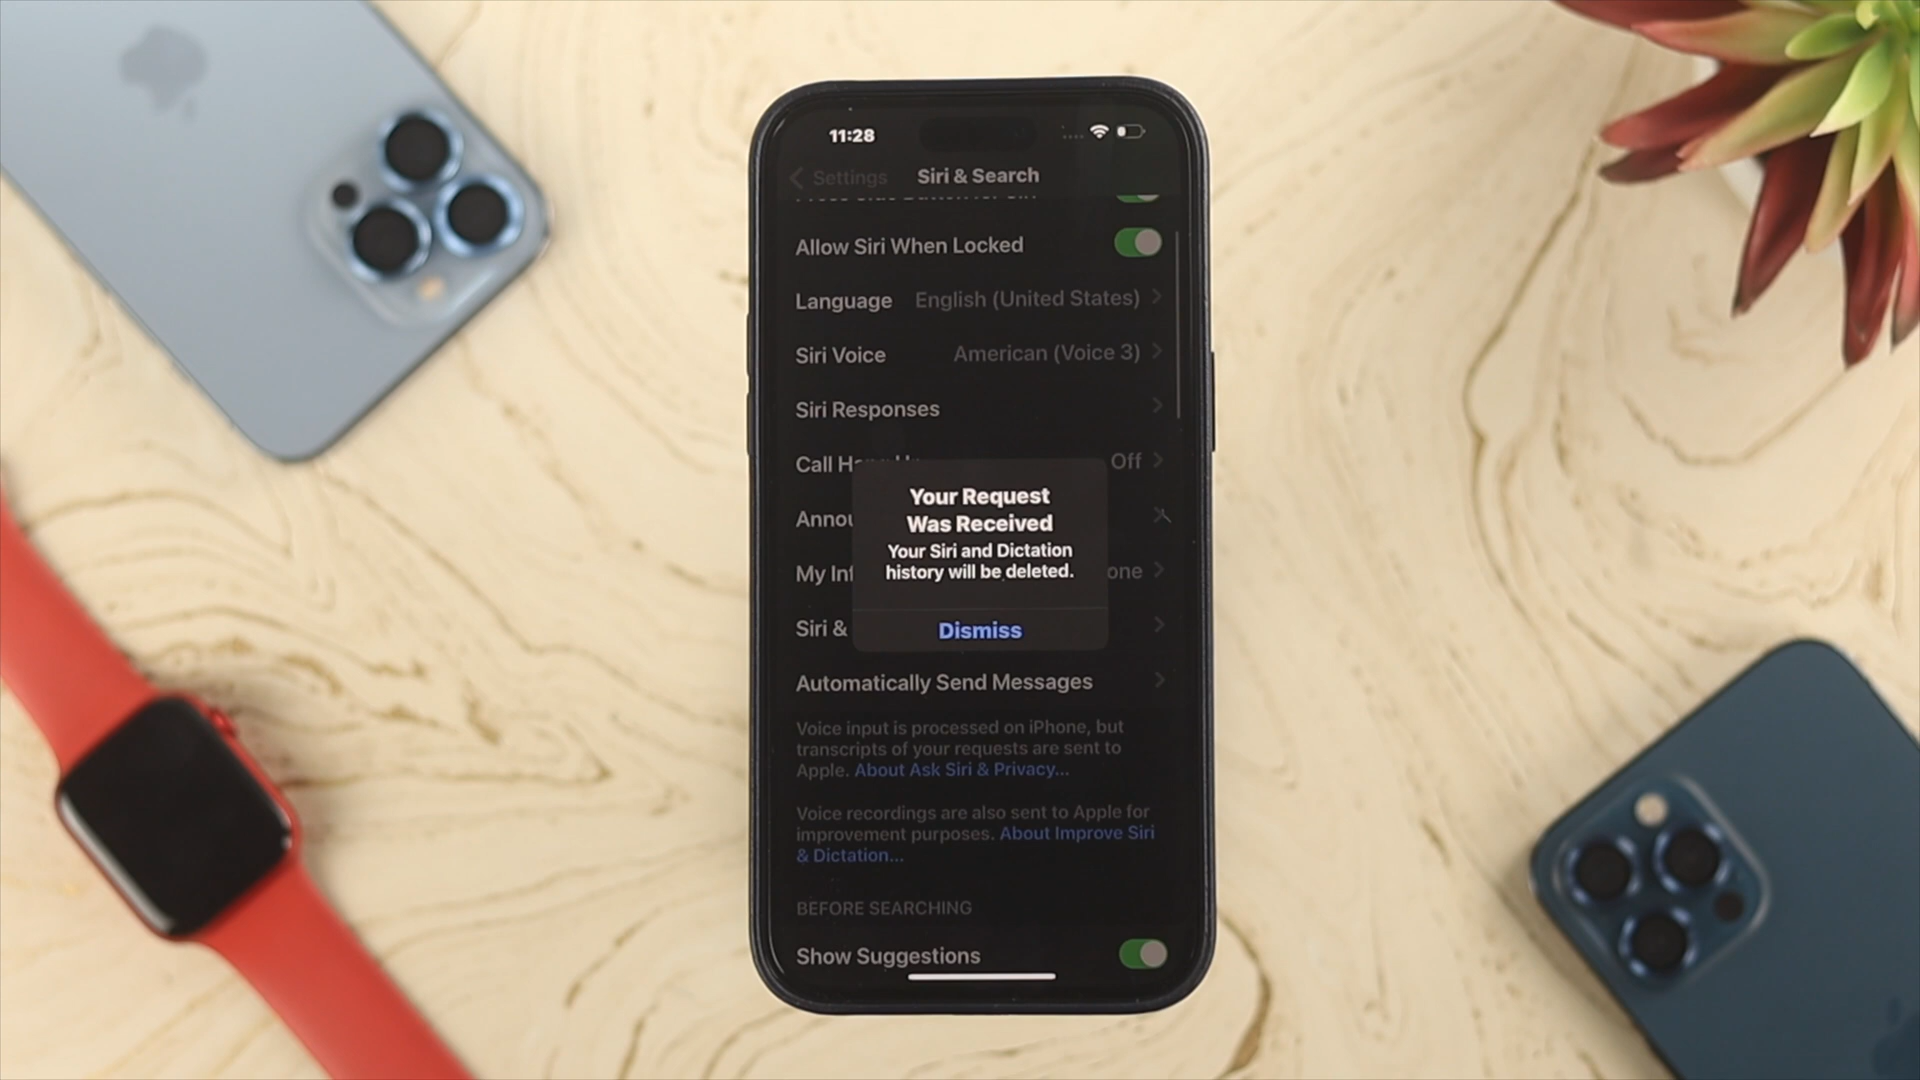 11:28
Settings
Siri & Search
Allow Siri When Locked
Language English (United States)
Siri Voice American (Voice 3)
Siri Responses
Call Off
Your Request
Was Received
Your Siri and Dictation
history will be deleted.
Dismiss
My
Siri &
Automatically Send Messages
Voice input is processed on iPhone, but
transcripts of your requests are sent to
Apple. About Ask Siri & Privacy...
Voice recordings are also sent to Apple for
improvement purposes. About Improve Siri
& Dictation...
BEFORE SEARCHING
Show Suggestions